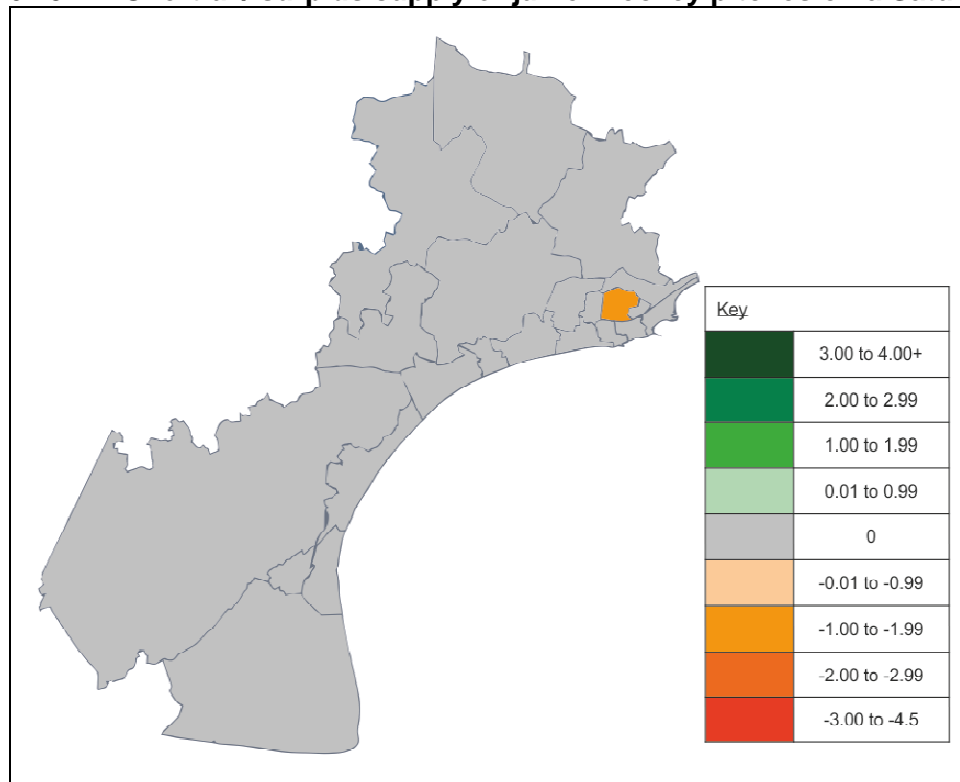 Key
3.00 to 4.00+
2.00 to 2.99
1.00 to 1.99
0.01 to 0.99
0
-0.01 to -0.99
-1.00 to -1.99
-2.00 to -2.99
-3.00 to -4.5